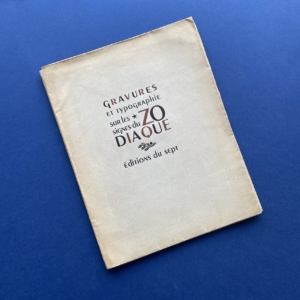 GRAVURES
ET TYPOGRAPHIE
SUR LES ★ ZO
SIGNES DU
DIAQUE
ÉDITIONS DU SEPT